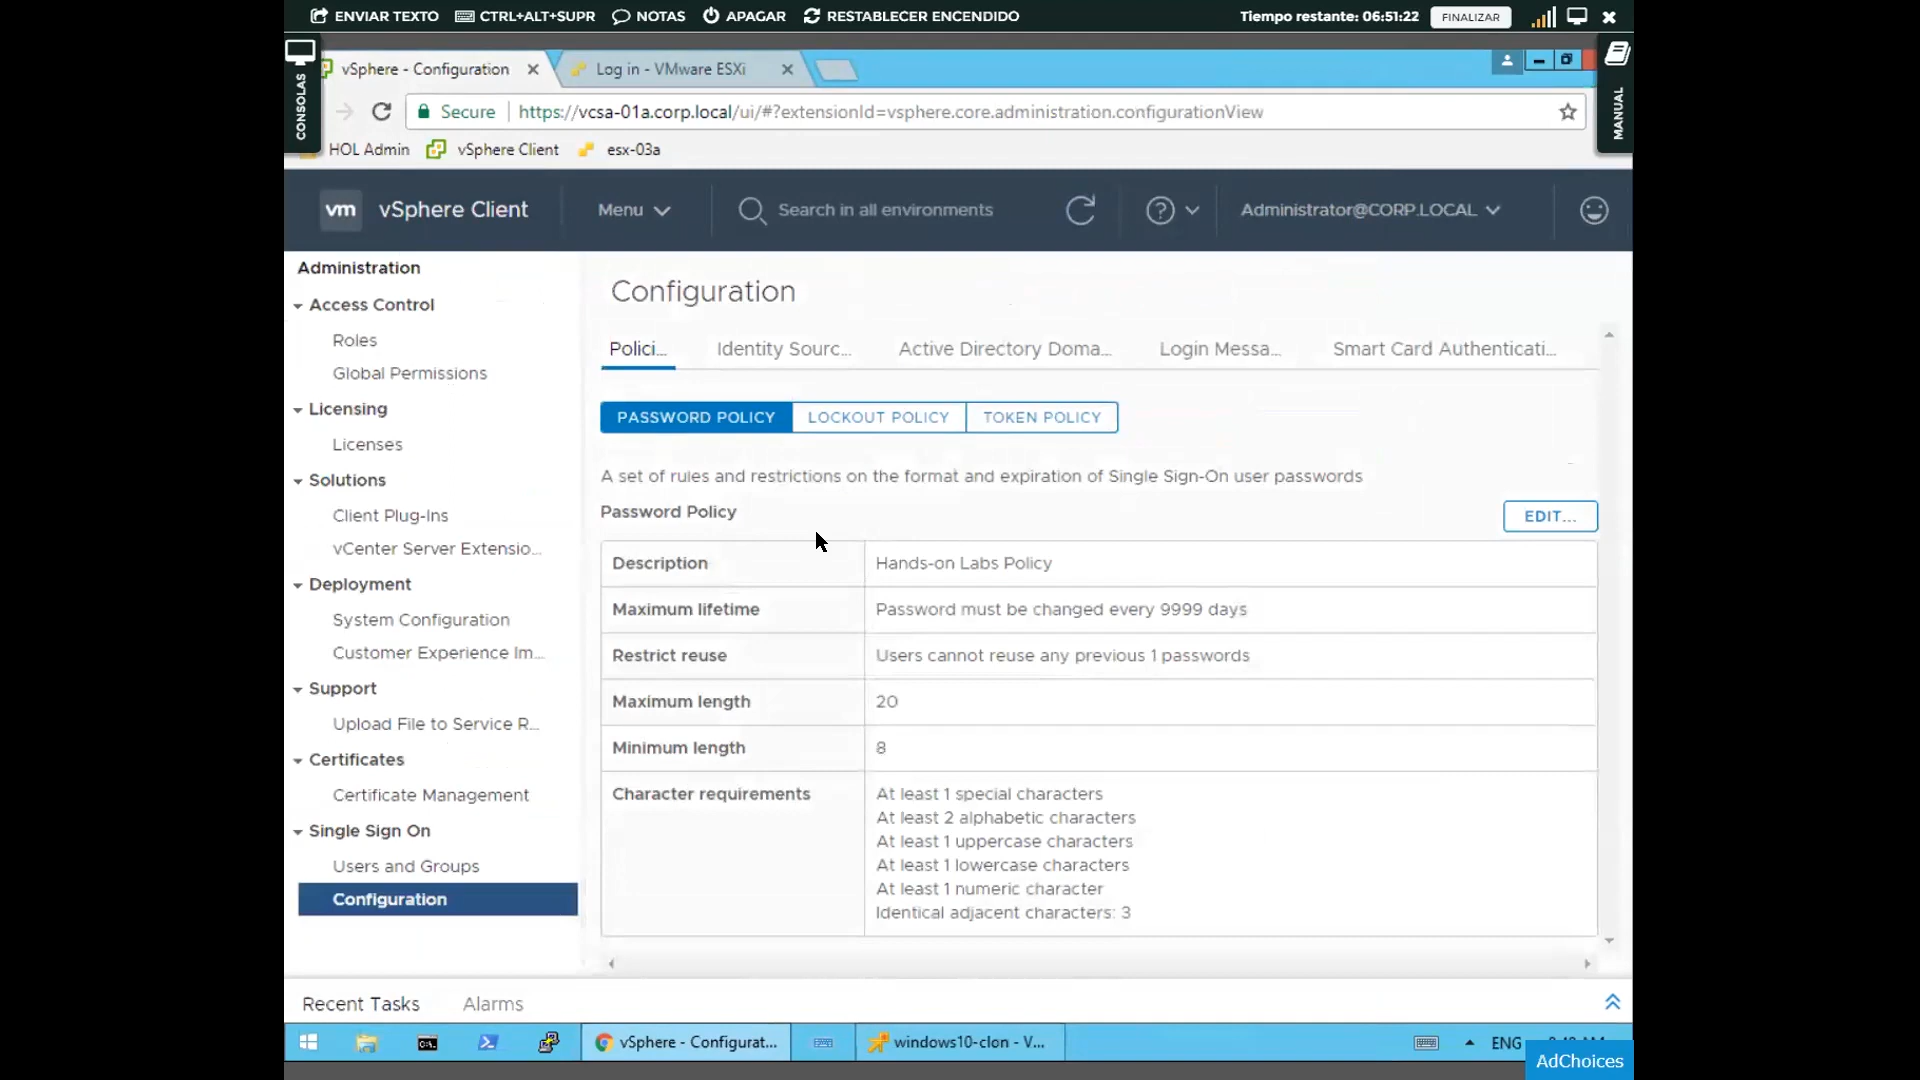 ENVIAR TEXTO CTRL+ALT+SUPR NOTAS APAGAR RESTABLECER ENCENDIDO Tiempo restante: 06:51:22 FINALIZAR
CONSOLAS
MANUAL
vSphere - Configuration Log in - VMware ESXi
Secure https://vcsa-01a.corp.local/ui/#?extensionId=vsphere.core.administration.configurationView
HOL Admin vSphere Client esx-03a
vm vSphere Client Menu Search in all environments Administrator@CORP.LOCAL
Administration
Access Control
Roles
Global Permissions
Licensing
Licenses
Solutions
Client Plug-Ins
vCenter Server Extensio...
Deployment
System Configuration
Customer Experience Im...
Support
Upload File to Service R...
Certificates
Certificate Management
Single Sign On
Users and Groups
Configuration
Configuration
Polici... Identity Sourc... Active Directory Doma... Login Messa... Smart Card Authenticati...
PASSWORD POLICY LOCKOUT POLICY TOKEN POLICY
A set of rules and restrictions on the format and expiration of Single Sign-On user passwords
Password Policy EDIT...
Description Hands-on Labs Policy
Maximum lifetime Password must be changed every 9999 days
Restrict reuse Users cannot reuse any previous 1 passwords
Maximum length 20
Minimum length 8
Character requirements At least 1 special characters
At least 2 alphabetic characters
At least 1 uppercase characters
At least 1 lowercase characters
At least 1 numeric character
Identical adjacent characters: 3
Recent Tasks Alarms
vSphere - Configurat... windows10-clon - V... ENG
AdChoices